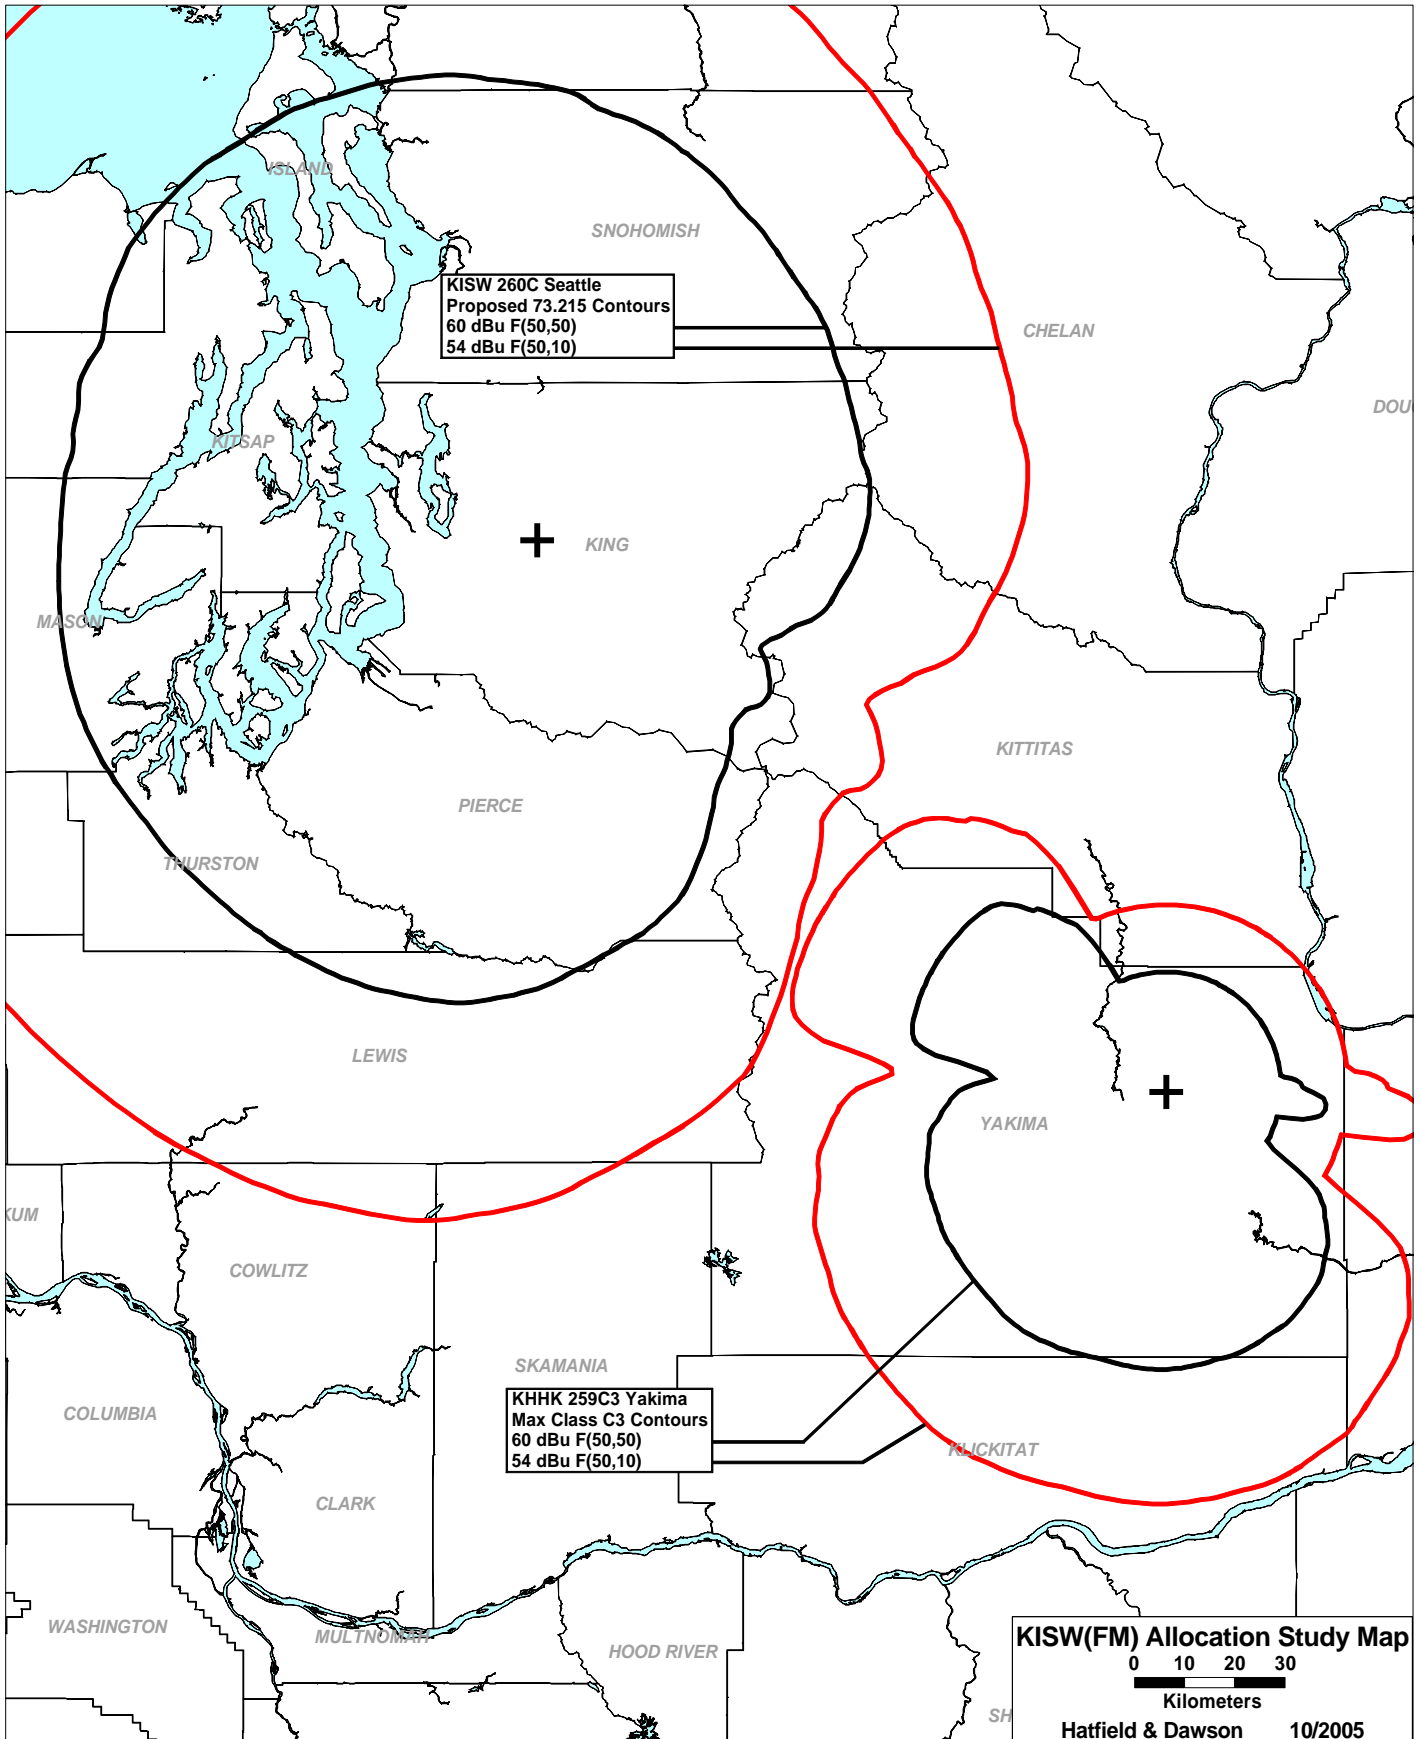 ISLAND
SNOHOMISH
KISW 260C Seattle
Proposed 73.215 Contours
60 dBu F(50,50)
54 dBu F(50,10)
CHELAN
DOU
KITSAP
KING
MASON
KITTITAS
PIERCE
THURSTON
LEWIS
YAKIMA
KUM
COWLITZ
SKAMANIA
KHHK 259C3 Yakima
Max Class C3 Contours
60 dBu F(50,50)
54 dBu F(50,10)
COLUMBIA
KLICKITAT
CLARK
WASHINGTON
MULTNOMAH
HOOD RIVER
SH
KISW(FM) Allocation Study Map
0 10 20 30
Kilometers
Hatfield & Dawson 10/2005